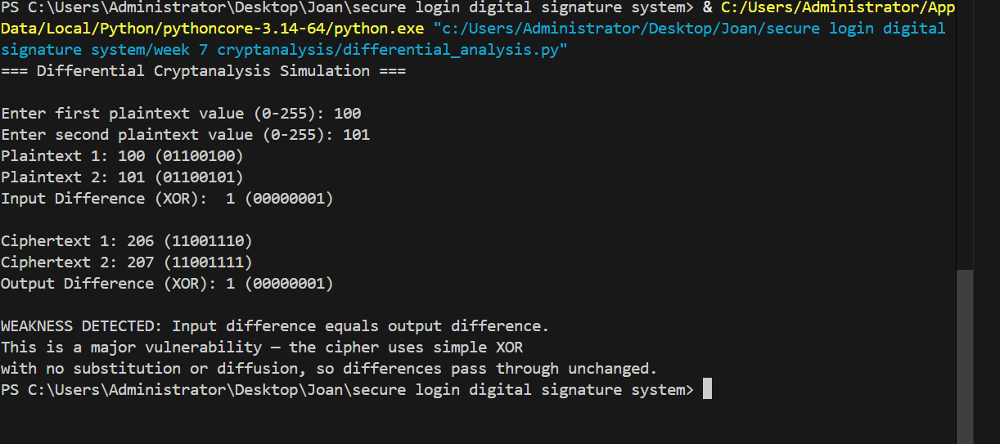 PS C:\Users\Administrator\Desktop\Joan\secure login digital signature system> & C:/Users/Administrator/App
Data/Local/Python/pythoncore-3.14-64/python.exe "c:/Users/Administrator/Desktop/Joan/secure login digital
signature system/week 7 cryptanalysis/differential_analysis.py"
=== Differential Cryptanalysis Simulation ===
Enter first plaintext value (0-255): 100
Enter second plaintext value (0-255): 101
Plaintext 1: 100 (01100100)
Plaintext 2: 101 (01100101)
Input Difference (XOR):  1 (00000001)
Ciphertext 1: 206 (11001110)
Ciphertext 2: 207 (11001111)
Output Difference (XOR): 1 (00000001)
WEAKNESS DETECTED: Input difference equals output difference.
This is a major vulnerability — the cipher uses simple XOR
with no substitution or diffusion, so differences pass through unchanged.
PS C:\Users\Administrator\Desktop\Joan\secure login digital signature system>